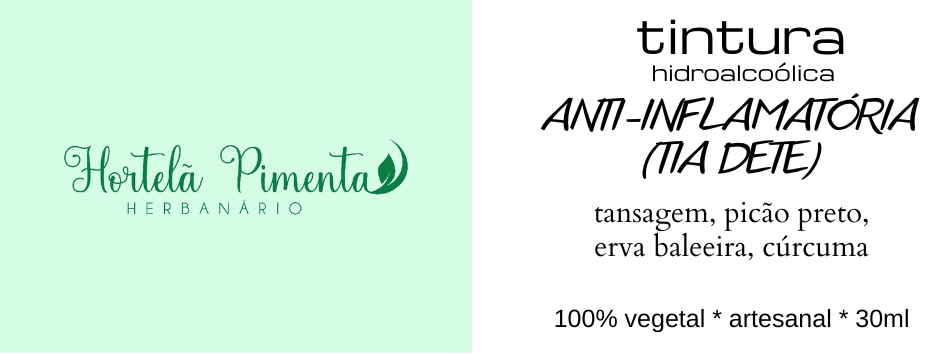 Hortelã Pimenta
HERBANÁRIO
tintura
hidroalcoólica
ANTI-INFLAMATÓRIA
(TIA DETE)
tansagem, picão preto,
erva baleeira, cúrcuma
100% vegetal * artesanal * 30ml